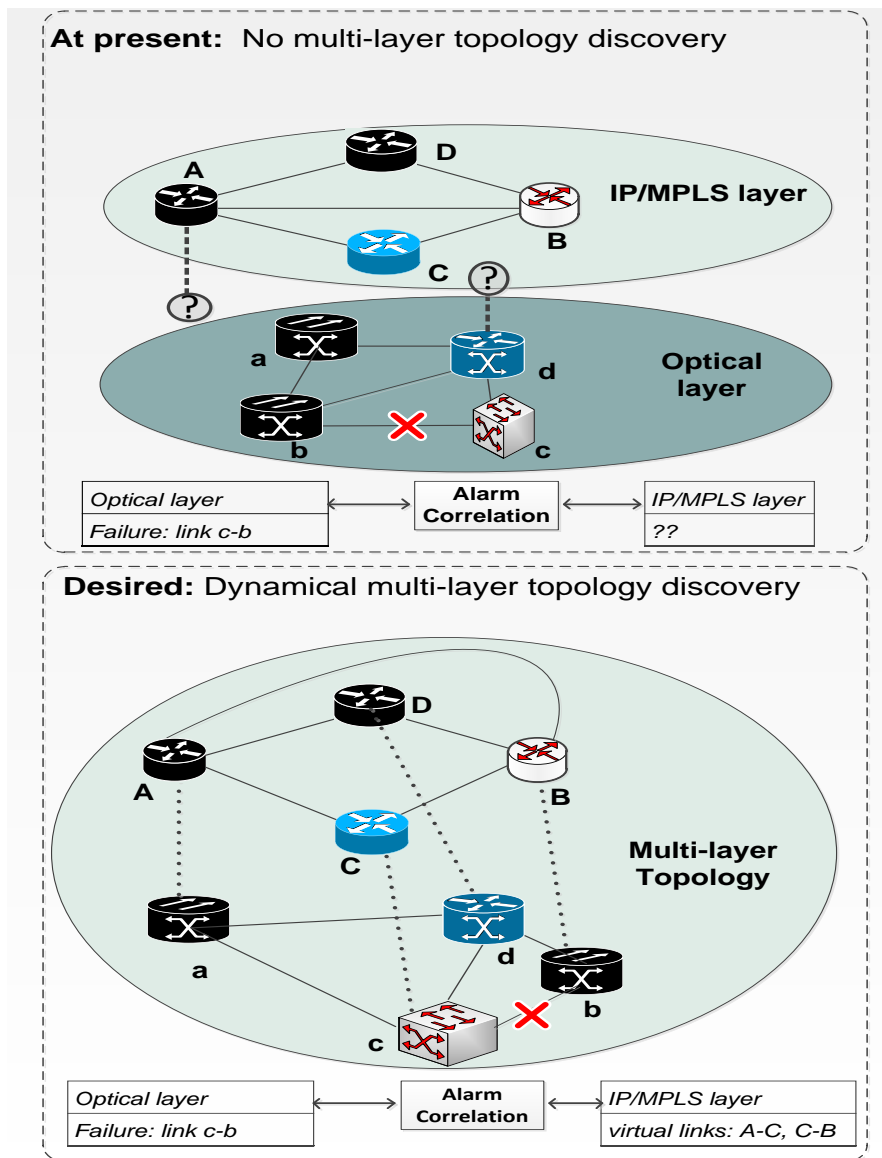 At present: No multi-layer topology discovery
D
A
IP/MPLS layer
B
C
?
?
a
d
Optical
layer
b
c
Optical layer
Failure: link c-b
Alarm
Correlation
IP/MPLS layer
??
Desired: Dynamical multi-layer topology discovery
D
A
B
C
Multi-layer
Topology
a
d
b
c
Optical layer
Failure: link c-b
Alarm
Correlation
IP/MPLS layer
virtual links: A-C, C-B